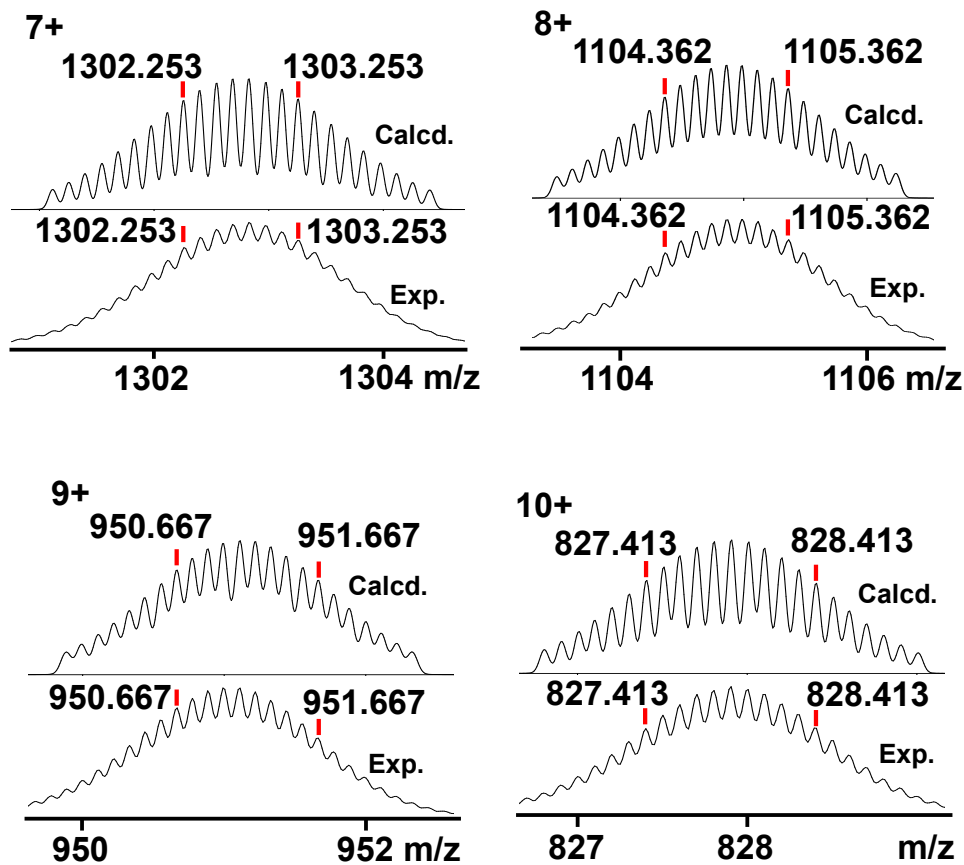 7+
1302.253 1303.253
Calcd.
1302.253 1303.253
Exp.
1302 1304 m/z
8+
1104.362 1105.362
Calcd.
1104.362 1105.362
Exp.
1104 1106 m/z
9+
950.667 951.667
Calcd.
950.667 951.667
Exp.
950 952 m/z
10+
827.413 828.413
Calcd.
827.413 828.413
Exp.
827 828 m/z